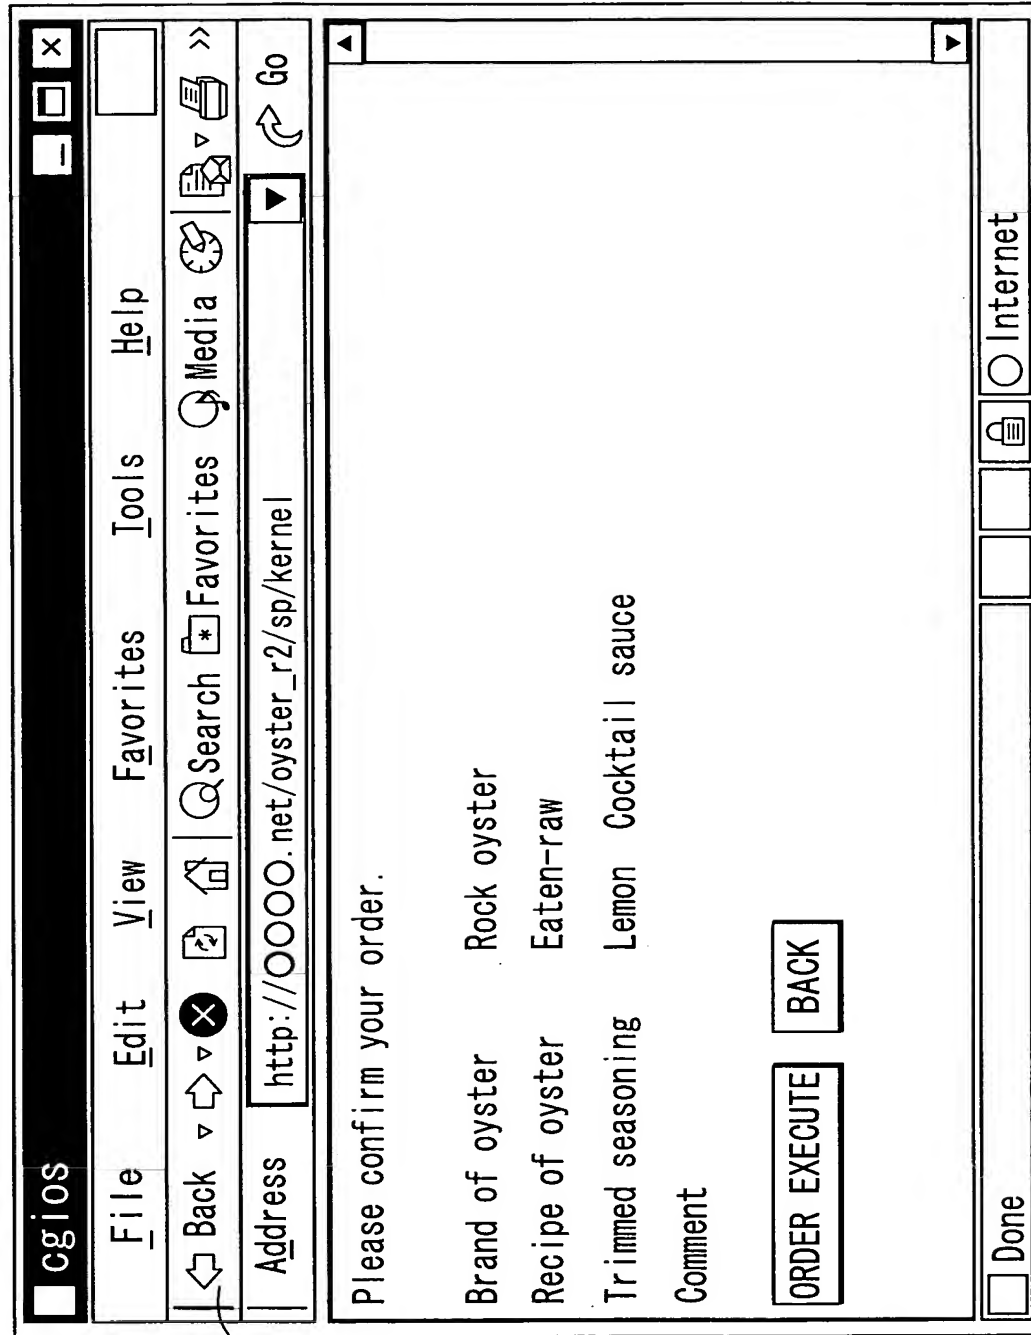 cgios
File Edit View Favorites Tools Help
Back Search Favorites Media
Address http://○○○○.net/oyster_r2/sp/kernel Go
Please confirm your order.
Brand of oyster Rock oyster
Recipe of oyster Eaten-raw
Trimmed seasoning Lemon Cocktail sauce
Comment
ORDER EXECUTE BACK
Done Internet